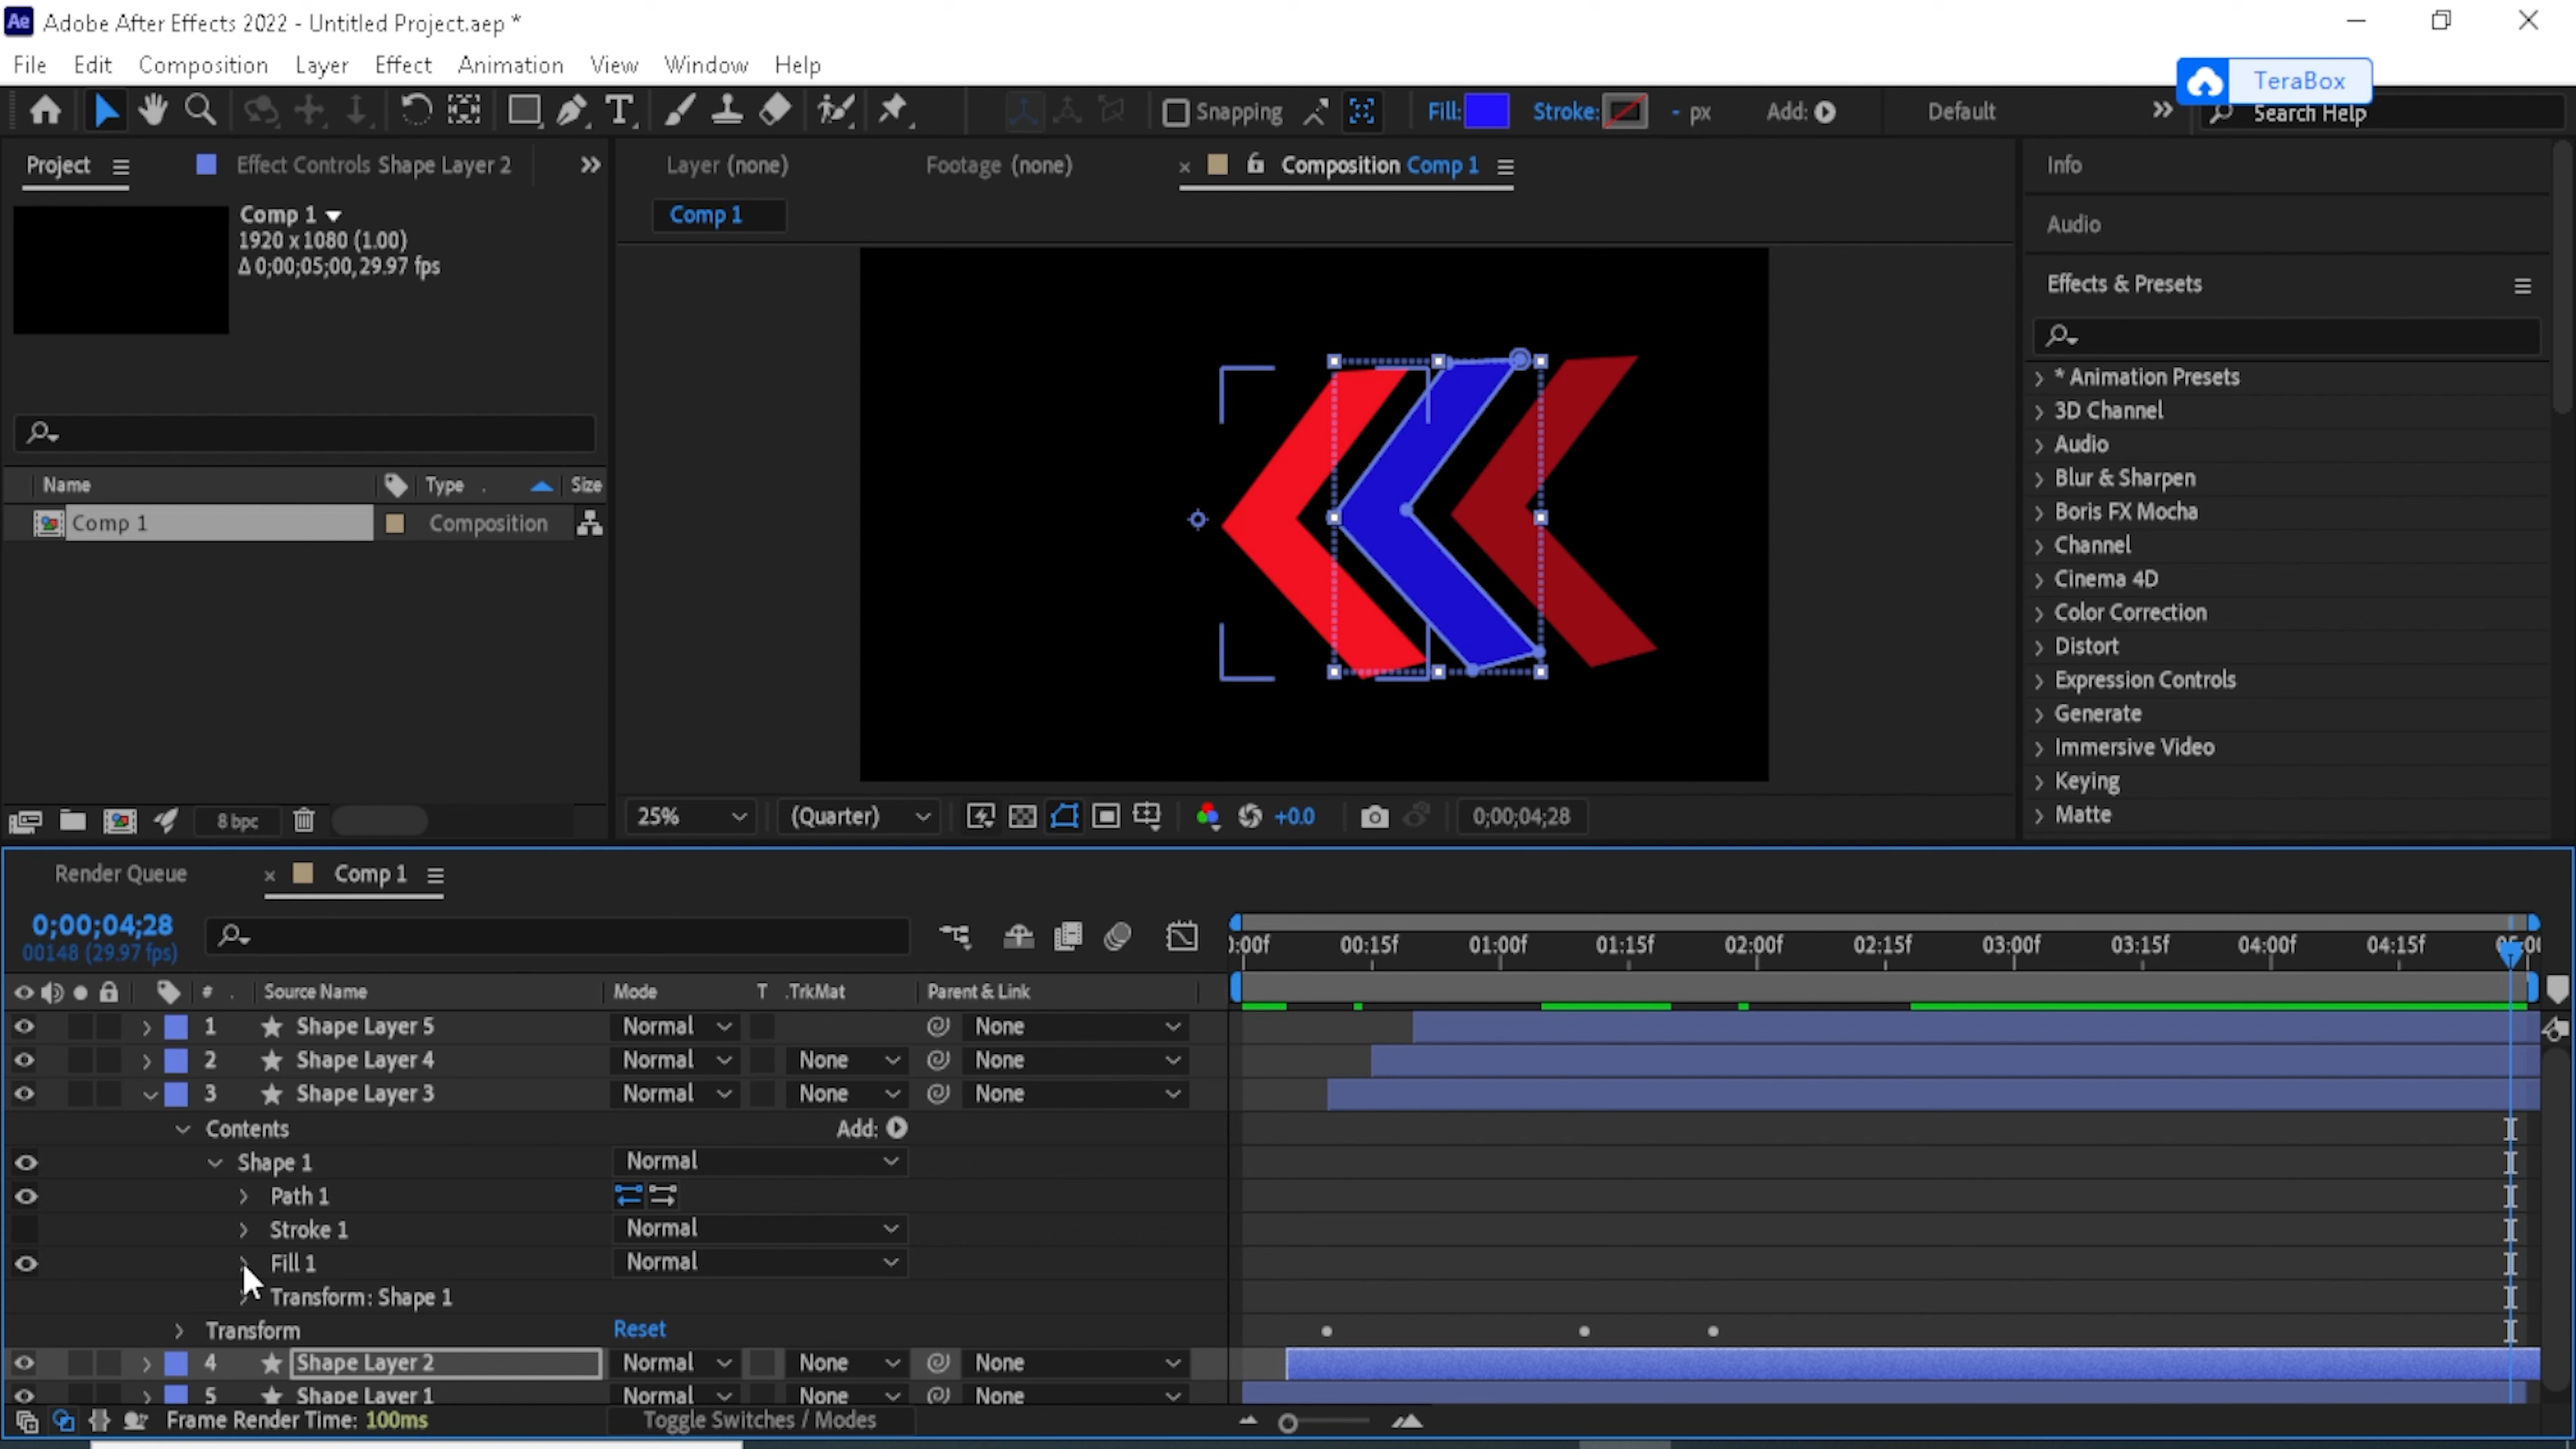 Ae Adobe After Effects 2022 - Untitled Project.aep *
File Edit Composition Layer Effect Animation View Window Help
TeraBox
Snapping Fill: Stroke: - px Add: Default Search Help
Project Effect Controls Shape Layer 2 Layer (none) Footage (none) Composition Comp 1 Info
Comp 1
1920 x 1080 (1.00)
Δ 0;00;05;00, 29.97 fps
Comp 1
Audio
Effects & Presets
* Animation Presets
3D Channel
Audio
Blur & Sharpen
Boris FX Mocha
Channel
Cinema 4D
Color Correction
Distort
Expression Controls
Generate
Immersive Video
Keying
Matte
Name Type Size
Comp 1 Composition
8 bpc
25% (Quarter) +0.0 0;00;04;28
Render Queue Comp 1
0;00;04;28
00148 (29.97 fps)
):00f 00:15f 01:00f 01:15f 02:00f 02:15f 03:00f 03:15f 04:00f 04:15f
# Source Name Mode T .TrkMat Parent & Link
1 Shape Layer 5 Normal None
2 Shape Layer 4 Normal None None
3 Shape Layer 3 Normal None None
Contents Add:
Shape 1 Normal
Path 1
Stroke 1 Normal
Fill 1 Normal
Transform: Shape 1
Transform Reset
4 Shape Layer 2 Normal None None
5 Shape Layer 1 Normal None None
Frame Render Time: 100ms Toggle Switches / Modes